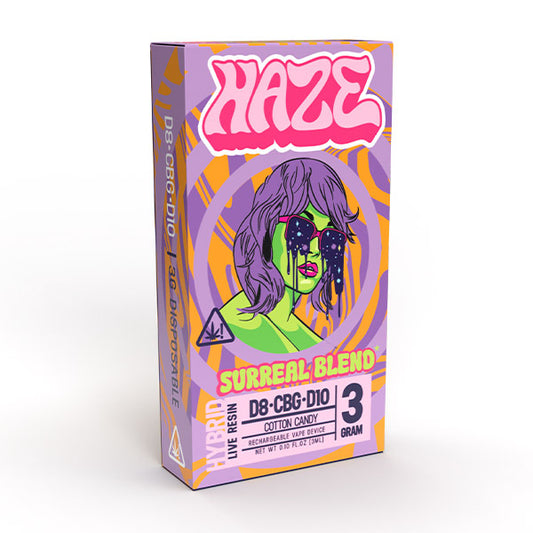 HAZE
SURREAL BLEND
HYBRID
LIVE RESIN
D8•CBG•D10
COTTON CANDY
RECHARGEABLE VAPE DEVICE
NET WT 0.10 FL OZ (3ML)
3
GRAM
D8•CBG•D10 | 3G DISPOSABLE